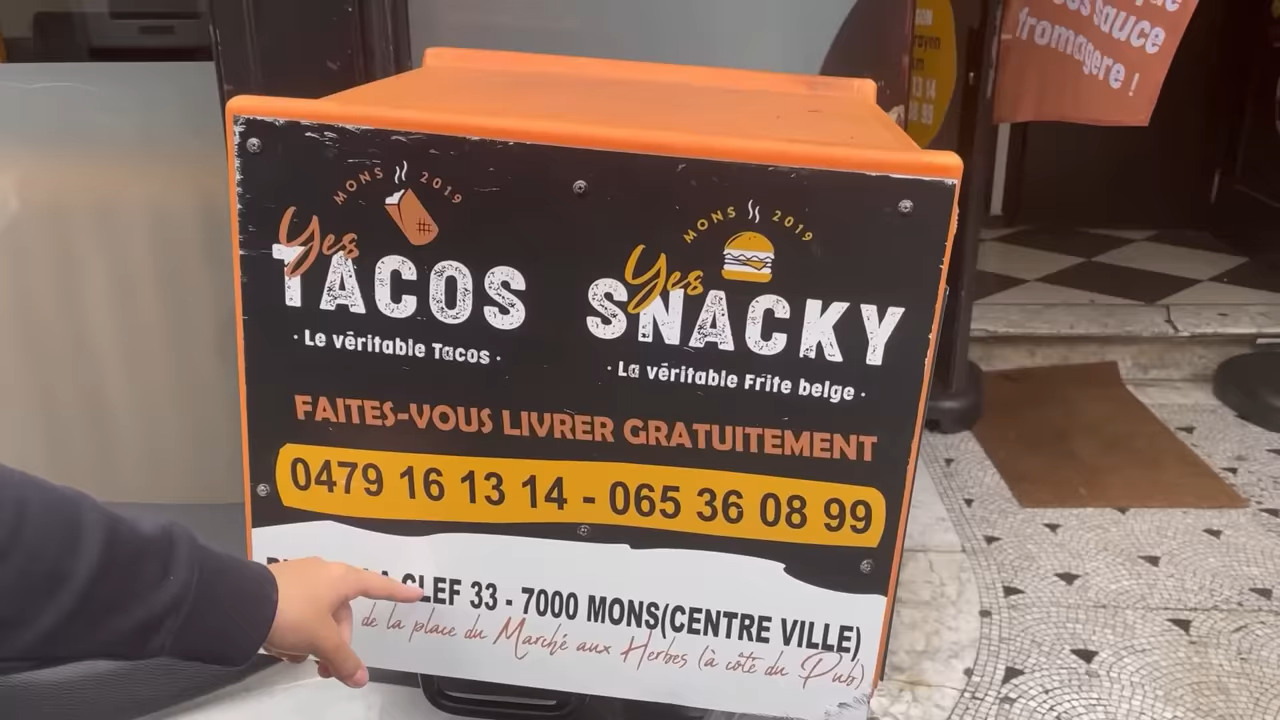 sauce
fromagère !
13 14
MONS 2019
Yes
TACOS
· Le véritable Tacos ·
MONS 2019
Yes
SNACKY
· La véritable Frite belge ·
FAITES-VOUS LIVRER GRATUITEMENT
0479 16 13 14 - 065 36 08 99
CLEF 33 - 7000 MONS(CENTRE VILLE)
de la place du Marché aux Herbes (à côté du Pub)